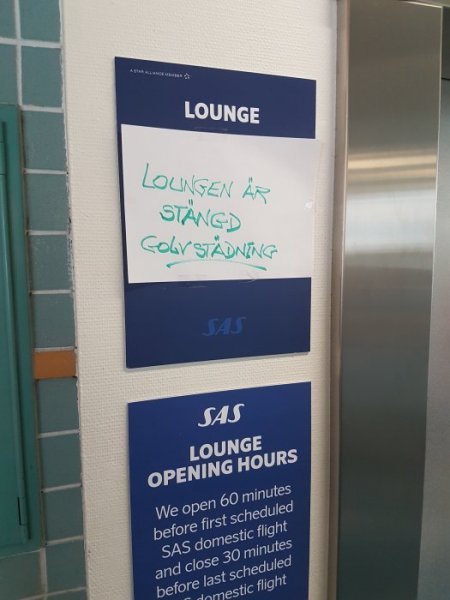 A STAR ALLIANCE MEMBER
LOUNGE
LOUNGEN ÄR
STÄNGD
GOLVSTÄDNING
SAS
SAS
LOUNGE
OPENING HOURS
We open 60 minutes
before first scheduled
SAS domestic flight
and close 30 minutes
before last scheduled
domestic flight